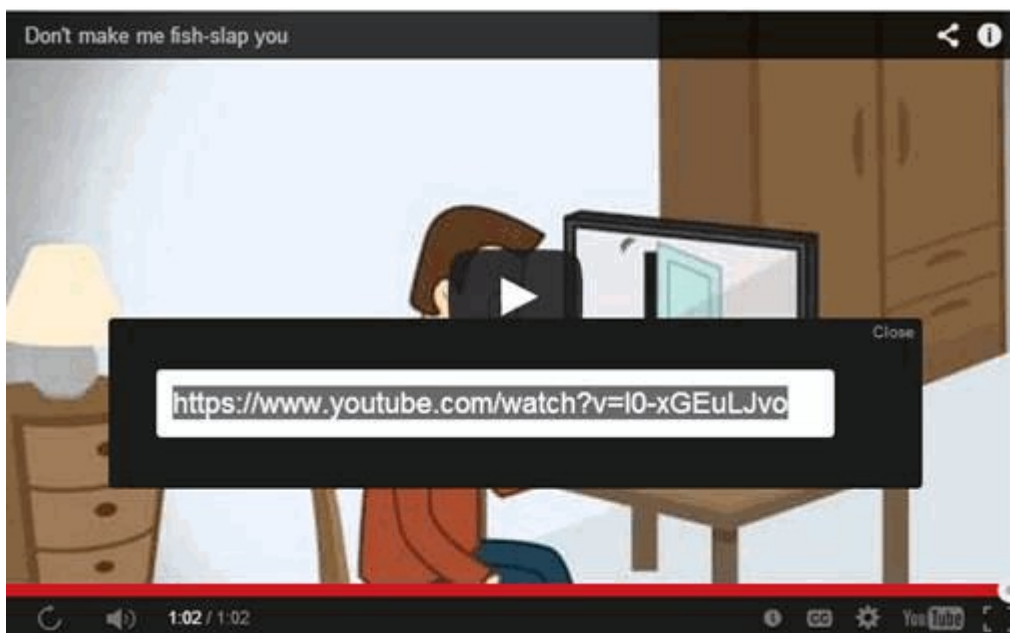 Don't make me fish-slap you
Close
https://www.youtube.com/watch?v=l0-xGEuLJvo
1:02 / 1:02
CC
YouTube